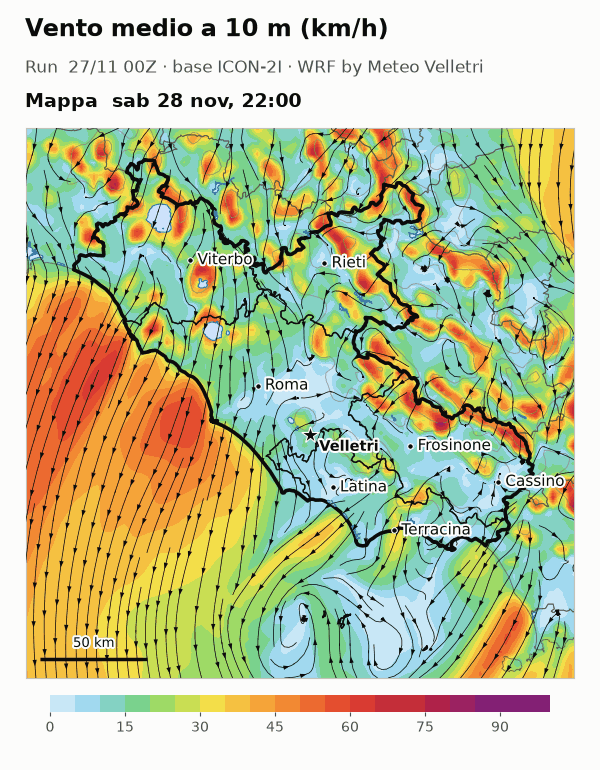 Vento medio a 10 m (km/h)
Run 27/11 00Z · base ICON-2I · WRF by Meteo Velletri
Mappa sab 28 nov, 22:00
Viterbo
Rieti
Roma
Velletri
Frosinone
Cassino
Latina
Terracina
50 km
0 15 30 45 60 75 90